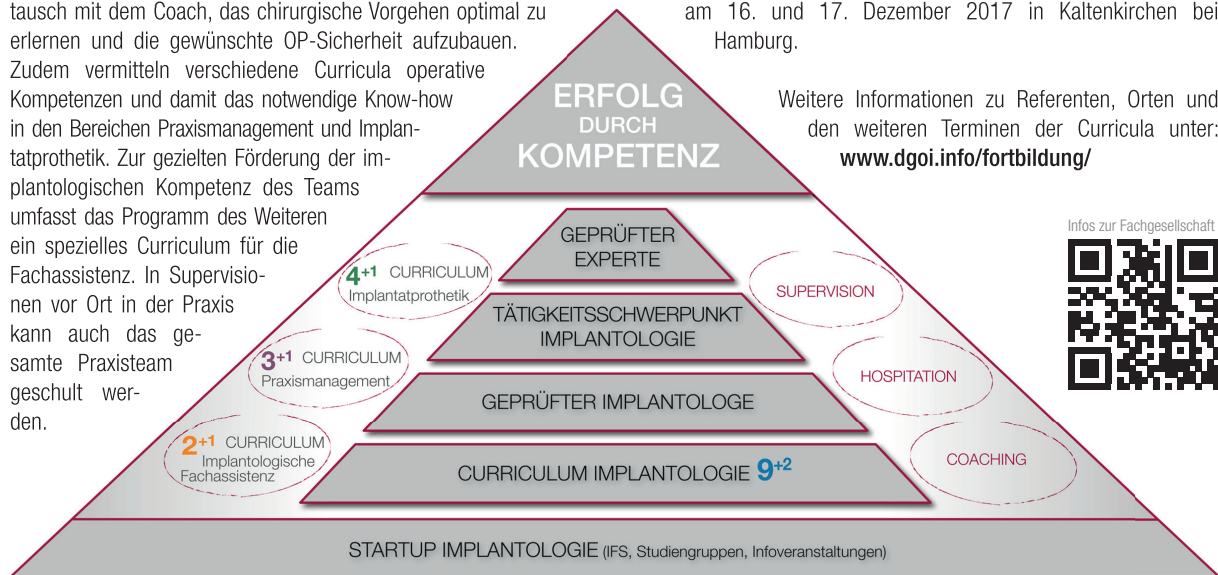 tausch mit dem Coach, das chirurgische Vorgehen optimal zu
erlernen und die gewünschte OP-Sicherheit aufzubauen.
Zudem vermitteln verschiedene Curricula operative
Kompetenzen und damit das notwendige Know-how
in den Bereichen Praxismanagement und Implan-
tatprothetik. Zur gezielten Förderung der im-
plantologischen Kompetenz des Teams
umfasst das Programm des Weiteren
ein spezielles Curriculum für die
Fachassistenz. In Supervisio-
nen vor Ort in der Praxis
kann auch das ge-
samte Praxisteam
geschult wer-
den.
am 16. und 17. Dezember 2017 in Kaltenkirchen bei
Hamburg.
Weitere Informationen zu Referenten, Orten und
den weiteren Terminen der Curricula unter:
www.dgoi.info/fortbildung/
Infos zur Fachgesellschaft
ERFOLG
DURCH
KOMPETENZ
GEPRÜFTER
EXPERTE
4+1 CURRICULUM
Implantatprothetik
SUPERVISION
TÄTIGKEITSSCHWERPUNKT
IMPLANTOLOGIE
3+1 CURRICULUM
Praxismanagement
HOSPITATION
GEPRÜFTER IMPLANTOLOGE
2+1 CURRICULUM
Implantologische
Fachassistenz
COACHING
CURRICULUM IMPLANTOLOGIE 9+2
STARTUP IMPLANTOLOGIE (IFS, Studiengruppen, Infoveranstaltungen)